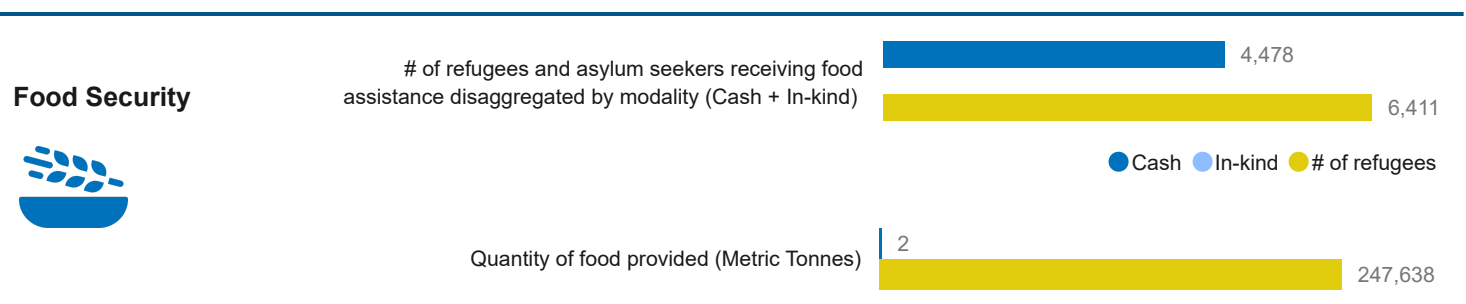 Food Security
# of refugees and asylum seekers receiving food
assistance disaggregated by modality (Cash + In-kind)
4,478
6,411
Cash In-kind # of refugees
Quantity of food provided (Metric Tonnes)
2
247,638